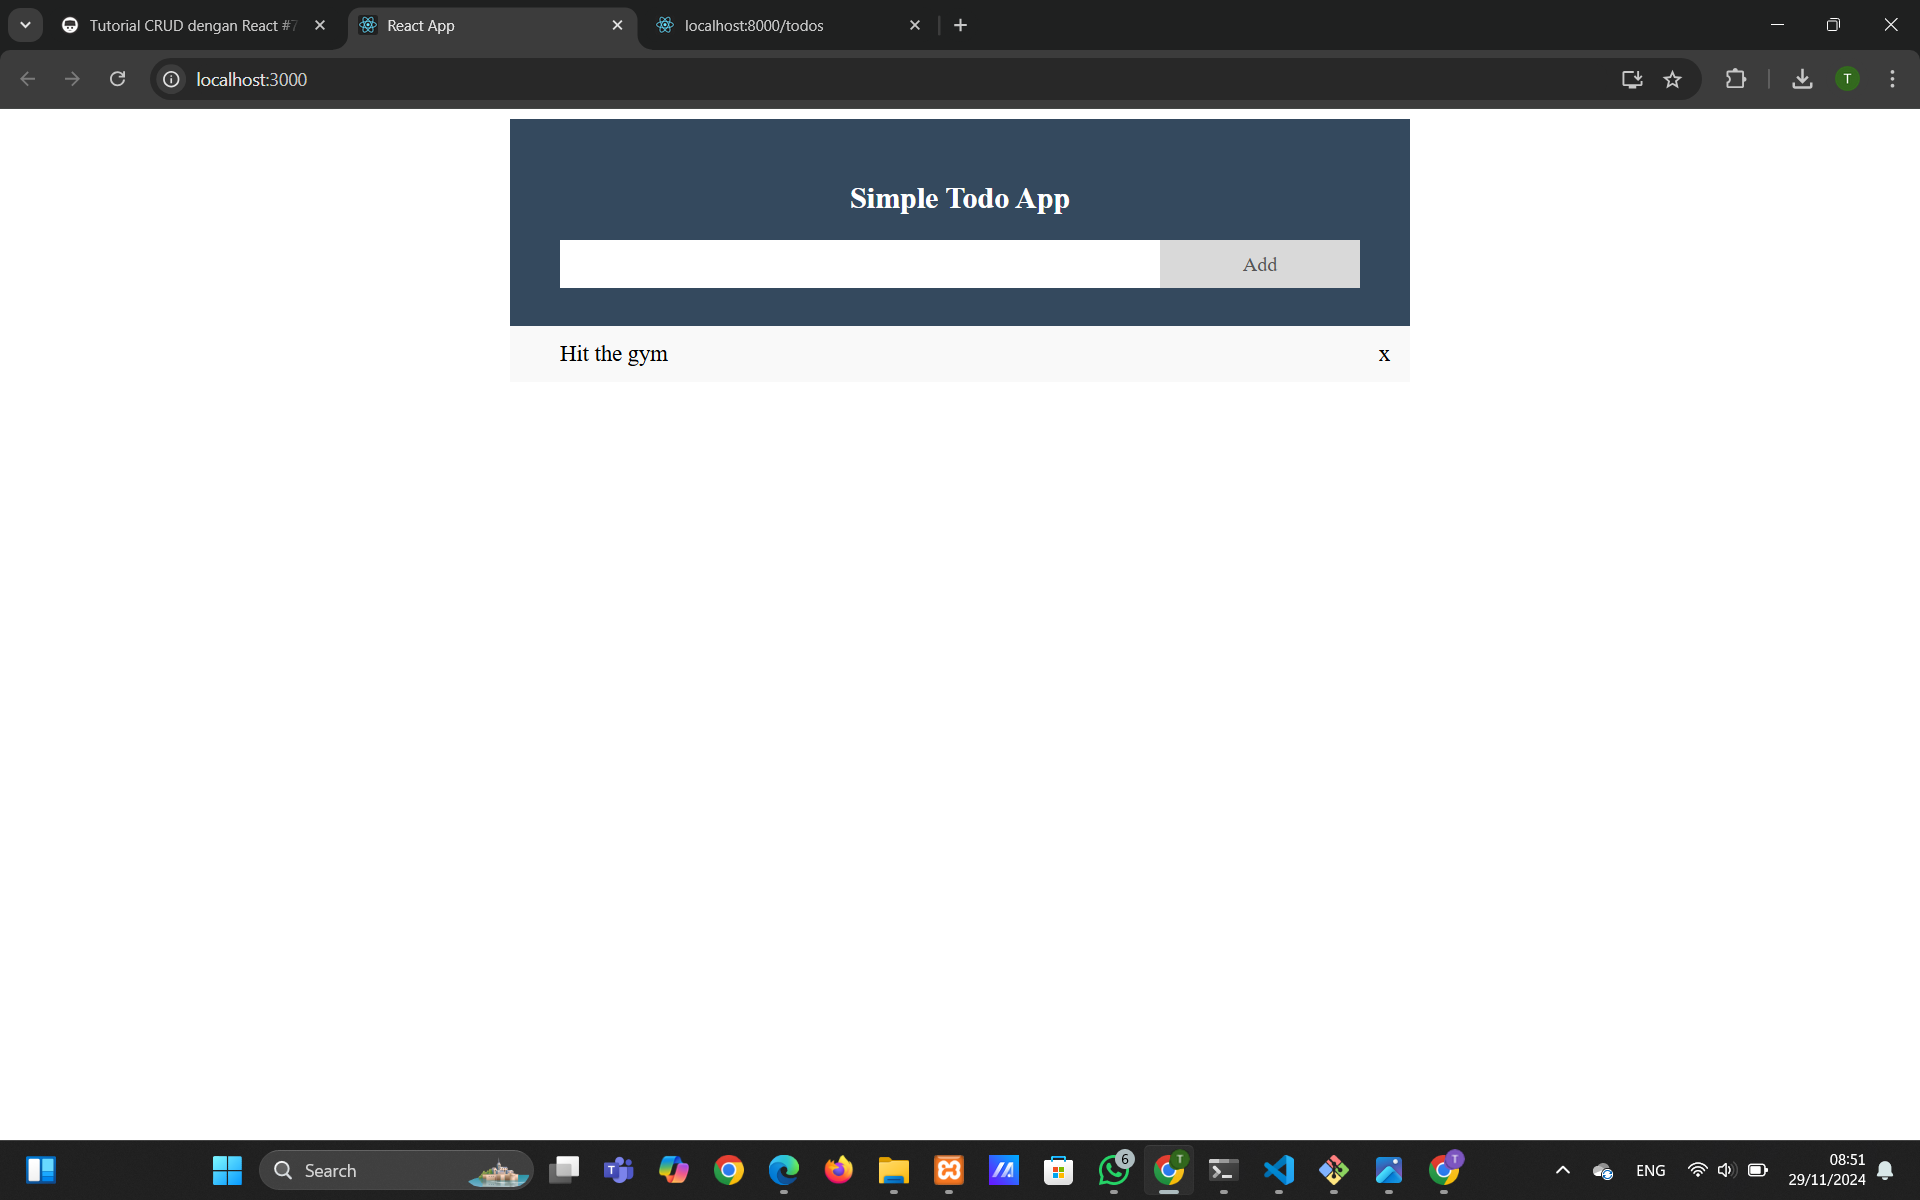 Tutorial CRUD dengan React #7
React App
localhost:8000/todos
localhost:3000
T
Simple Todo App
Add
Hit the gym
x
Search
6
T
T
ENG
08:51
29/11/2024